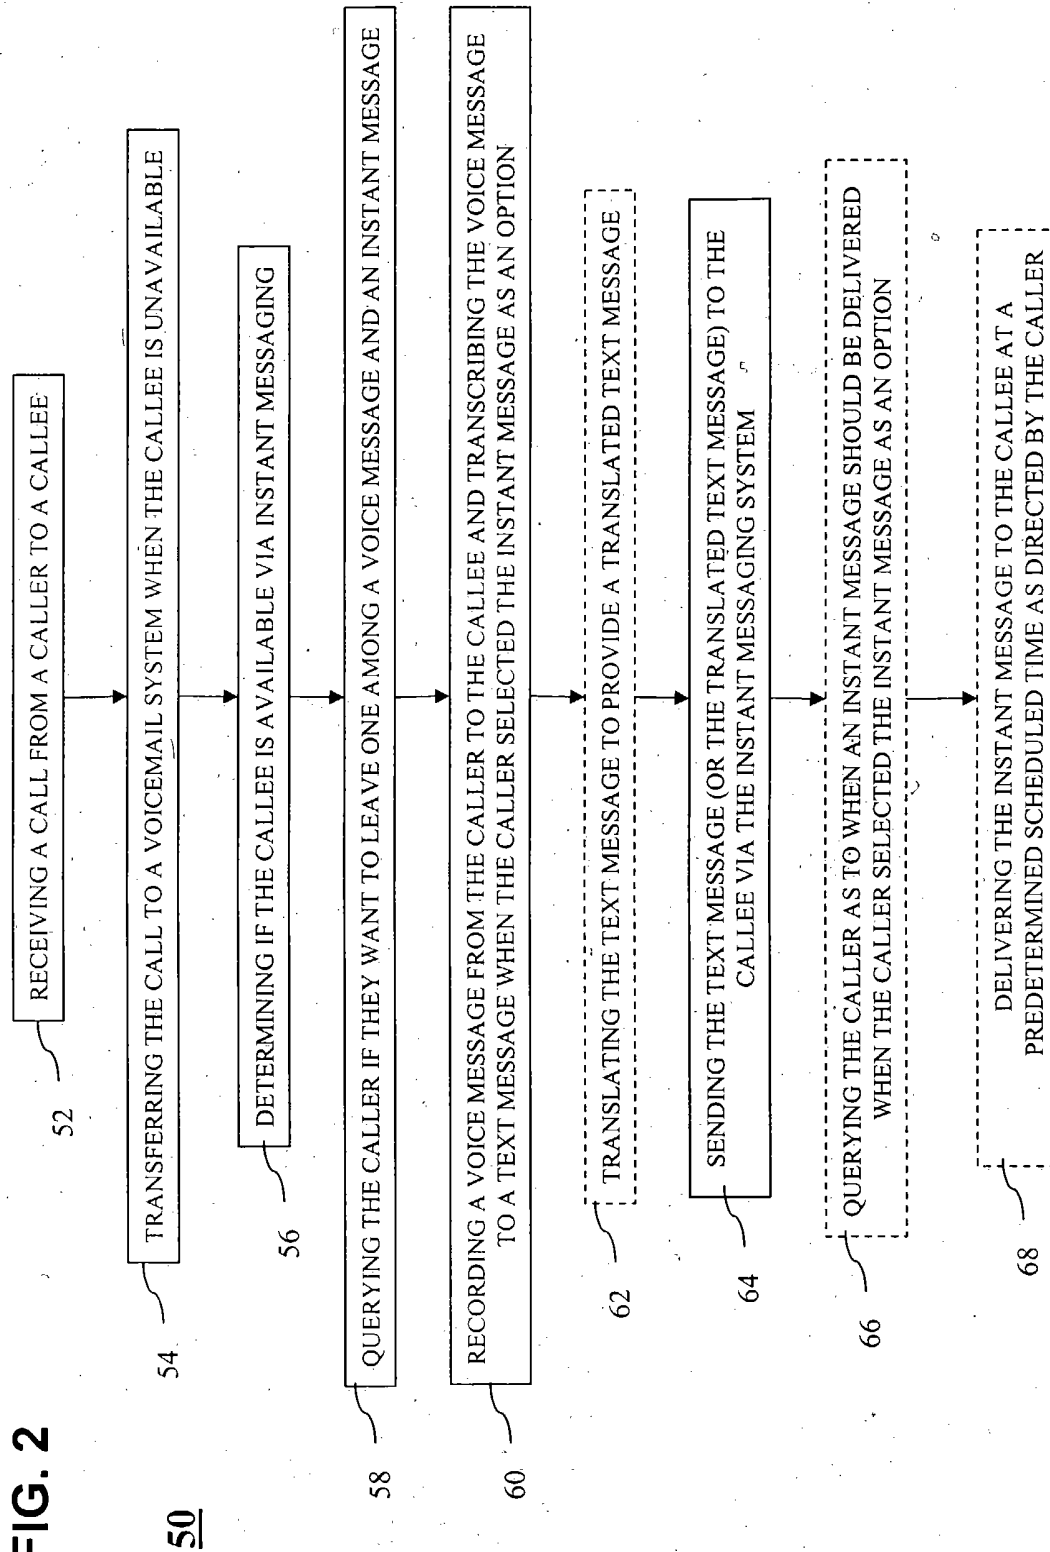 FIG. 2
50
52
RECEIVING A CALL FROM A CALLER TO A CALLEE
54
TRANSFERRING THE CALL TO A VOICEMAIL SYSTEM WHEN THE CALLEE IS UNAVAILABLE
56
DETERMINING IF THE CALLEE IS AVAILABLE VIA INSTANT MESSAGING
58
QUERYING THE CALLER IF THEY WANT TO LEAVE ONE AMONG A VOICE MESSAGE AND AN INSTANT MESSAGE
60
RECORDING A VOICE MESSAGE FROM THE CALLER TO THE CALLEE AND TRANSCRIBING THE VOICE MESSAGE
TO A TEXT MESSAGE WHEN THE CALLER SELECTED THE INSTANT MESSAGE AS AN OPTION
62
TRANSLATING THE TEXT MESSAGE TO PROVIDE A TRANSLATED TEXT MESSAGE
64
SENDING THE TEXT MESSAGE (OR THE TRANSLATED TEXT MESSAGE) TO THE
CALLEE VIA THE INSTANT MESSAGING SYSTEM
66
QUERYING THE CALLER AS TO WHEN AN INSTANT MESSAGE SHOULD BE DELIVERED
WHEN THE CALLER SELECTED THE INSTANT MESSAGE AS AN OPTION
68
DELIVERING THE INSTANT MESSAGE TO THE CALLEE AT A
PREDETERMINED SCHEDULED TIME AS DIRECTED BY THE CALLER